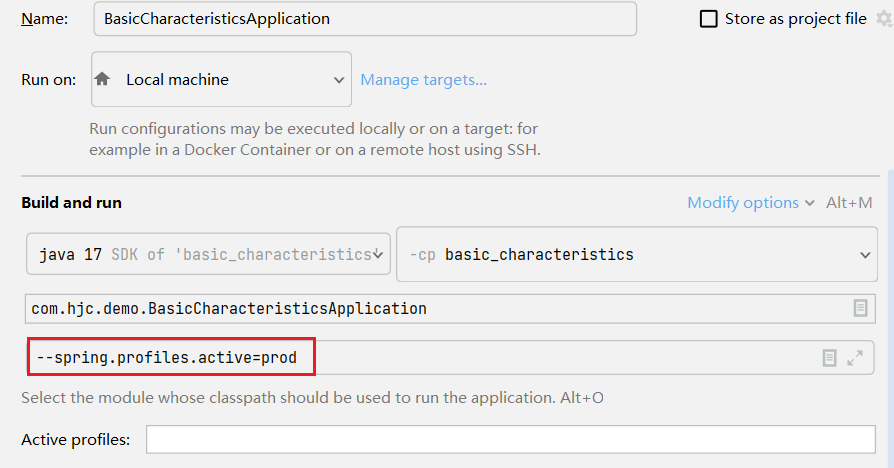 Name: BasicCharacteristicsApplication Store as project file
Run on: Local machine Manage targets...
Run configurations may be executed locally or on a target: for
example in a Docker Container or on a remote host using SSH.
Build and run Modify options Alt+M
java 17 SDK of 'basic_characteristics' -cp basic_characteristics
com.hjc.demo.BasicCharacteristicsApplication
--spring.profiles.active=prod
Select the module whose classpath should be used to run the application. Alt+O
Active profiles: